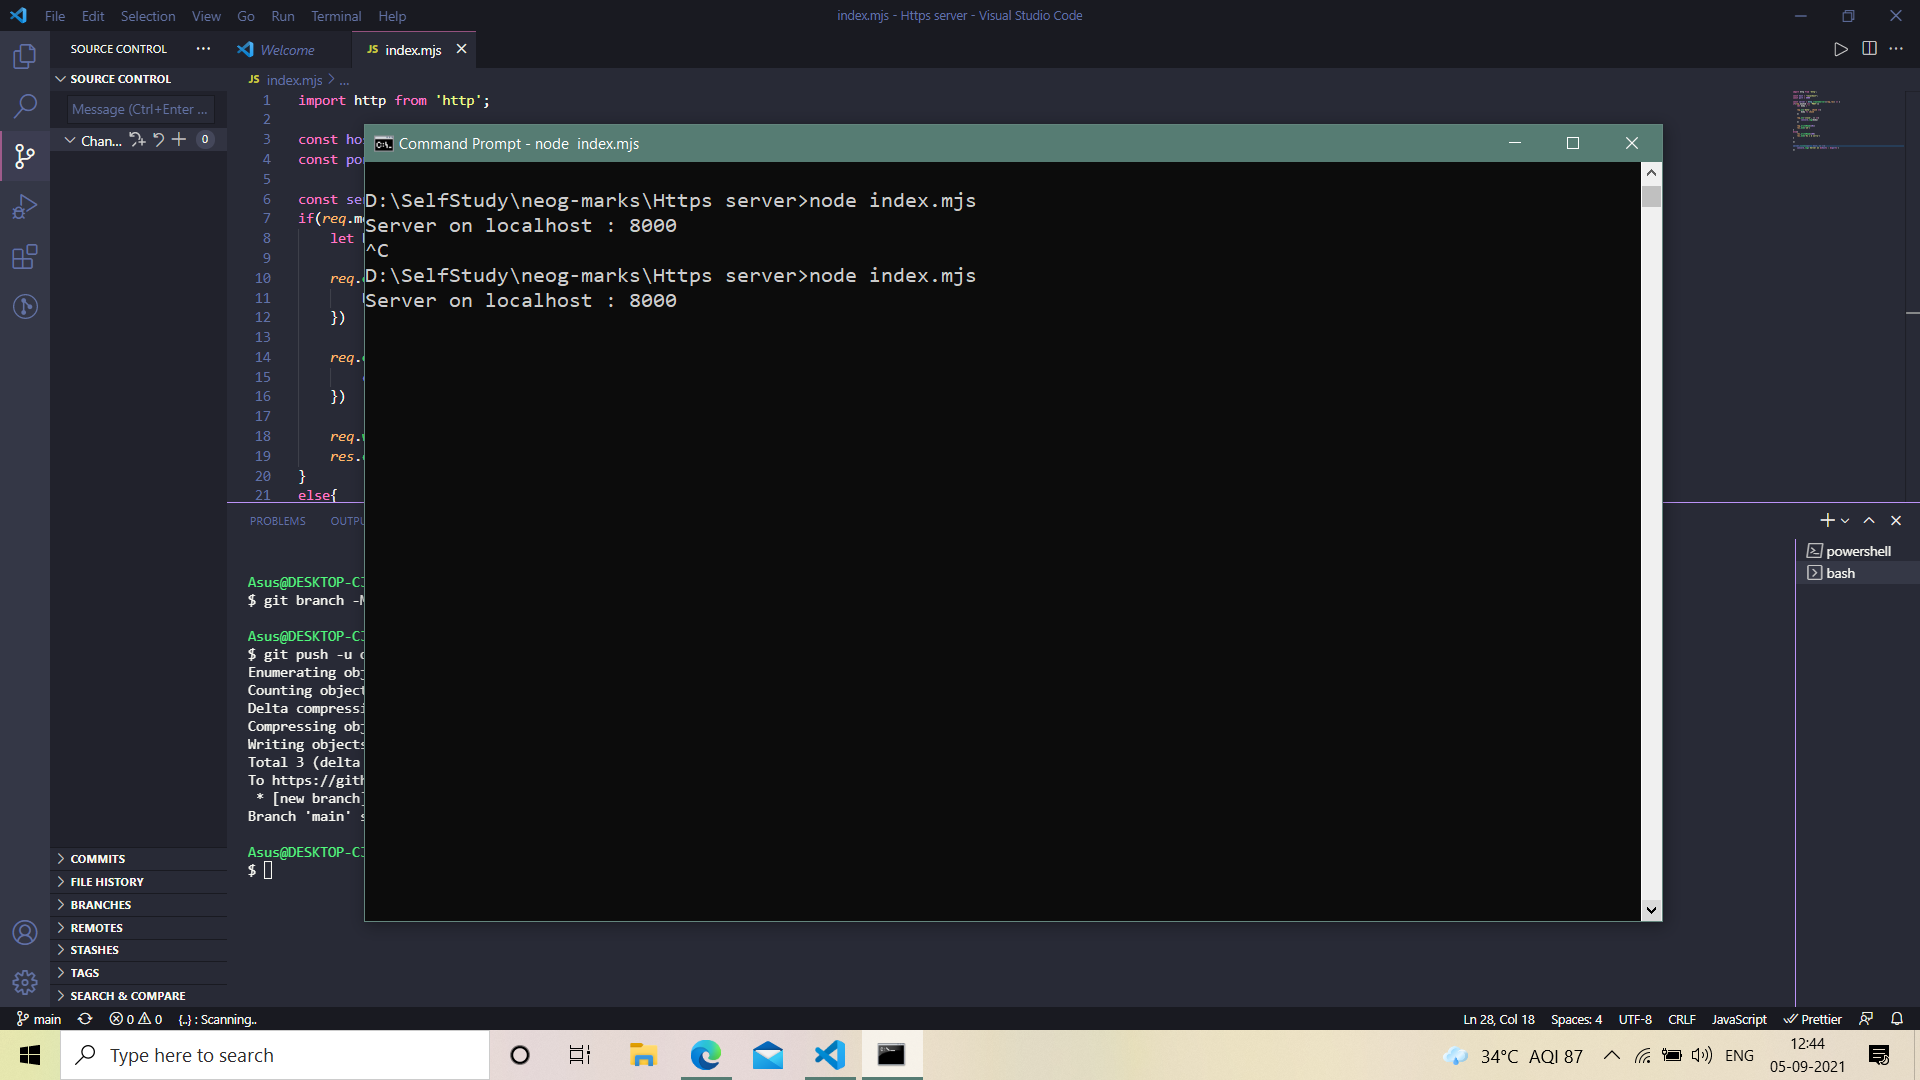 File Edit Selection View Go Run Terminal Help
index.mjs - Https server - Visual Studio Code
SOURCE CONTROL
Welcome
JS index.mjs
SOURCE CONTROL
Message (Ctrl+Enter ...
Chan... 0
JS index.mjs > ...
1 import http from 'http';
2
3 const ho
4 const po
5
6 const se
7 if(req.m
8 let
9
10 req.
11
12 })
13
14 req.
15
16 })
17
18 req.
19 res.
20 }
21 else{
Command Prompt - node index.mjs
D:\SelfStudy\neog-marks\Https server>node index.mjs
Server on localhost : 8000
^C
D:\SelfStudy\neog-marks\Https server>node index.mjs
Server on localhost : 8000
PROBLEMS OUTPU
Asus@DESKTOP-CJ
$ git branch -M
Asus@DESKTOP-CJ
$ git push -u o
Enumerating obj
Counting object
Delta compressi
Compressing obj
Writing objects
Total 3 (delta
To https://gith
* [new branch]
Branch 'main' s
Asus@DESKTOP-CJ
$
powershell
bash
COMMITS
FILE HISTORY
BRANCHES
REMOTES
STASHES
TAGS
SEARCH & COMPARE
main 0 0 {..} : Scanning..
Ln 28, Col 18 Spaces: 4 UTF-8 CRLF JavaScript Prettier
Type here to search
34°C AQI 87 ENG
12:44
05-09-2021